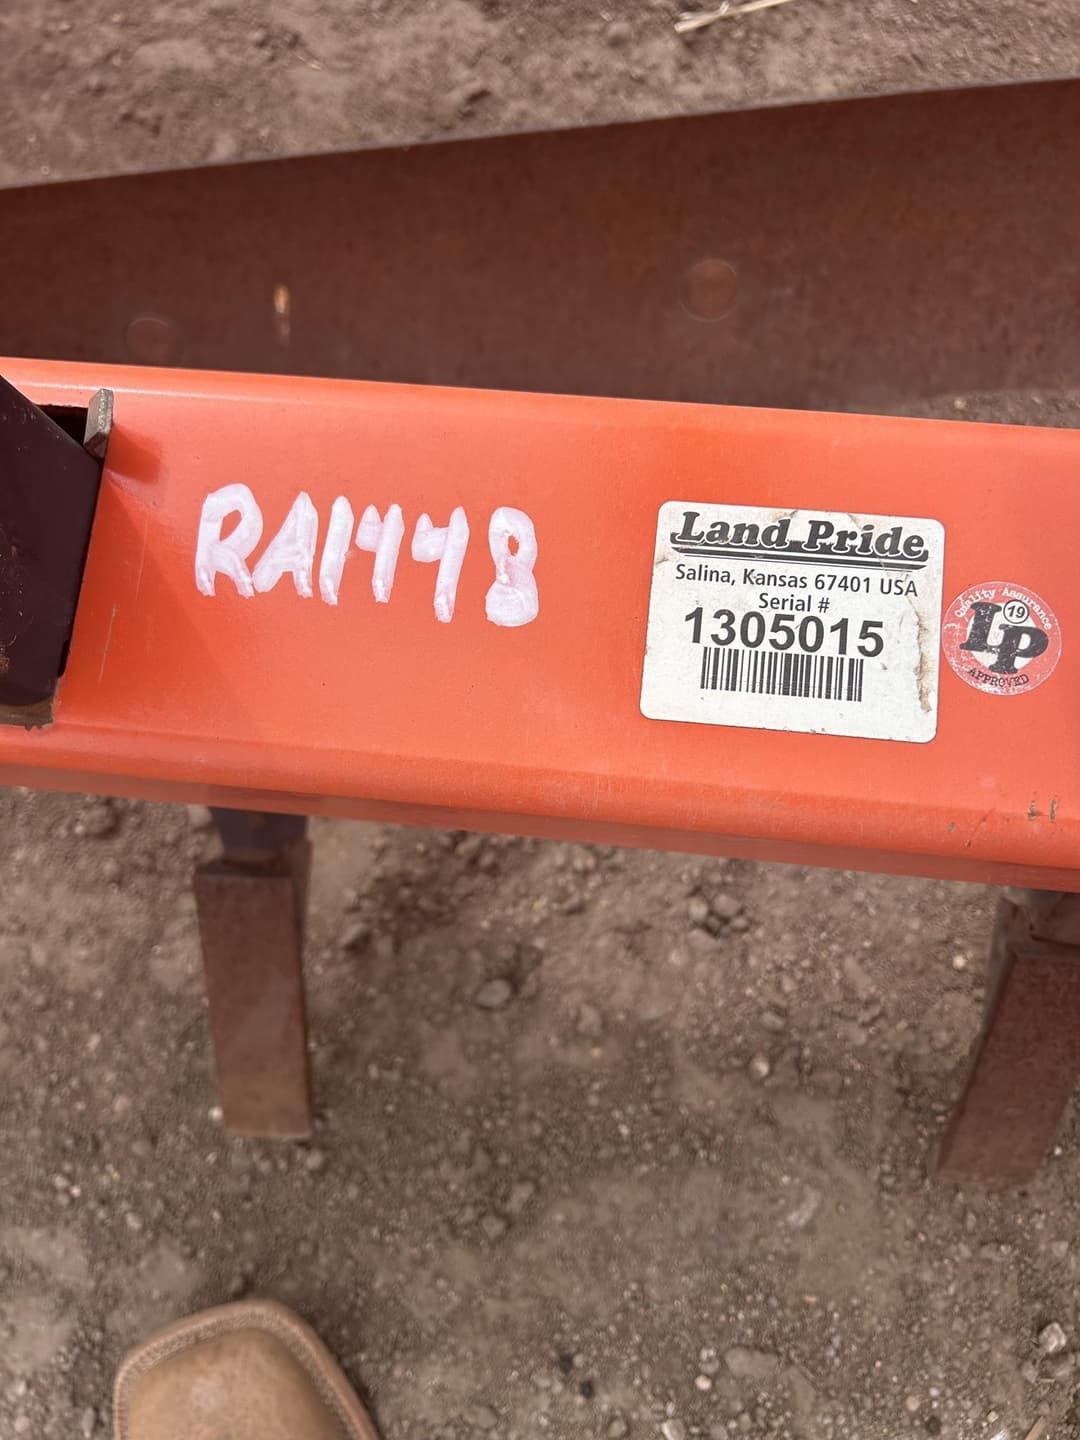 RA1448
Land Pride
Salina, Kansas 67401 USA
Serial #
1305015
Quality Assurance
19
LP
APPROVED